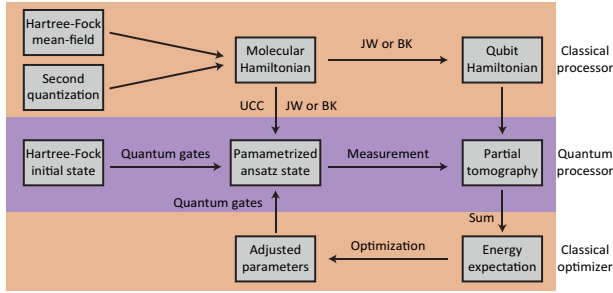 Hartree-Fock
mean-field
Second
quantization
Molecular
Hamiltonian
JW or BK
Qubit
Hamiltonian
Classical
processor
UCC
JW or BK
Hartree-Fock
initial state
Quantum gates
Pamametrized
ansatz state
Measurement
Partial
tomography
Quantum
processor
Quantum gates
Sum
Adjusted
parameters
Optimization
Energy
expectation
Classical
optimizer